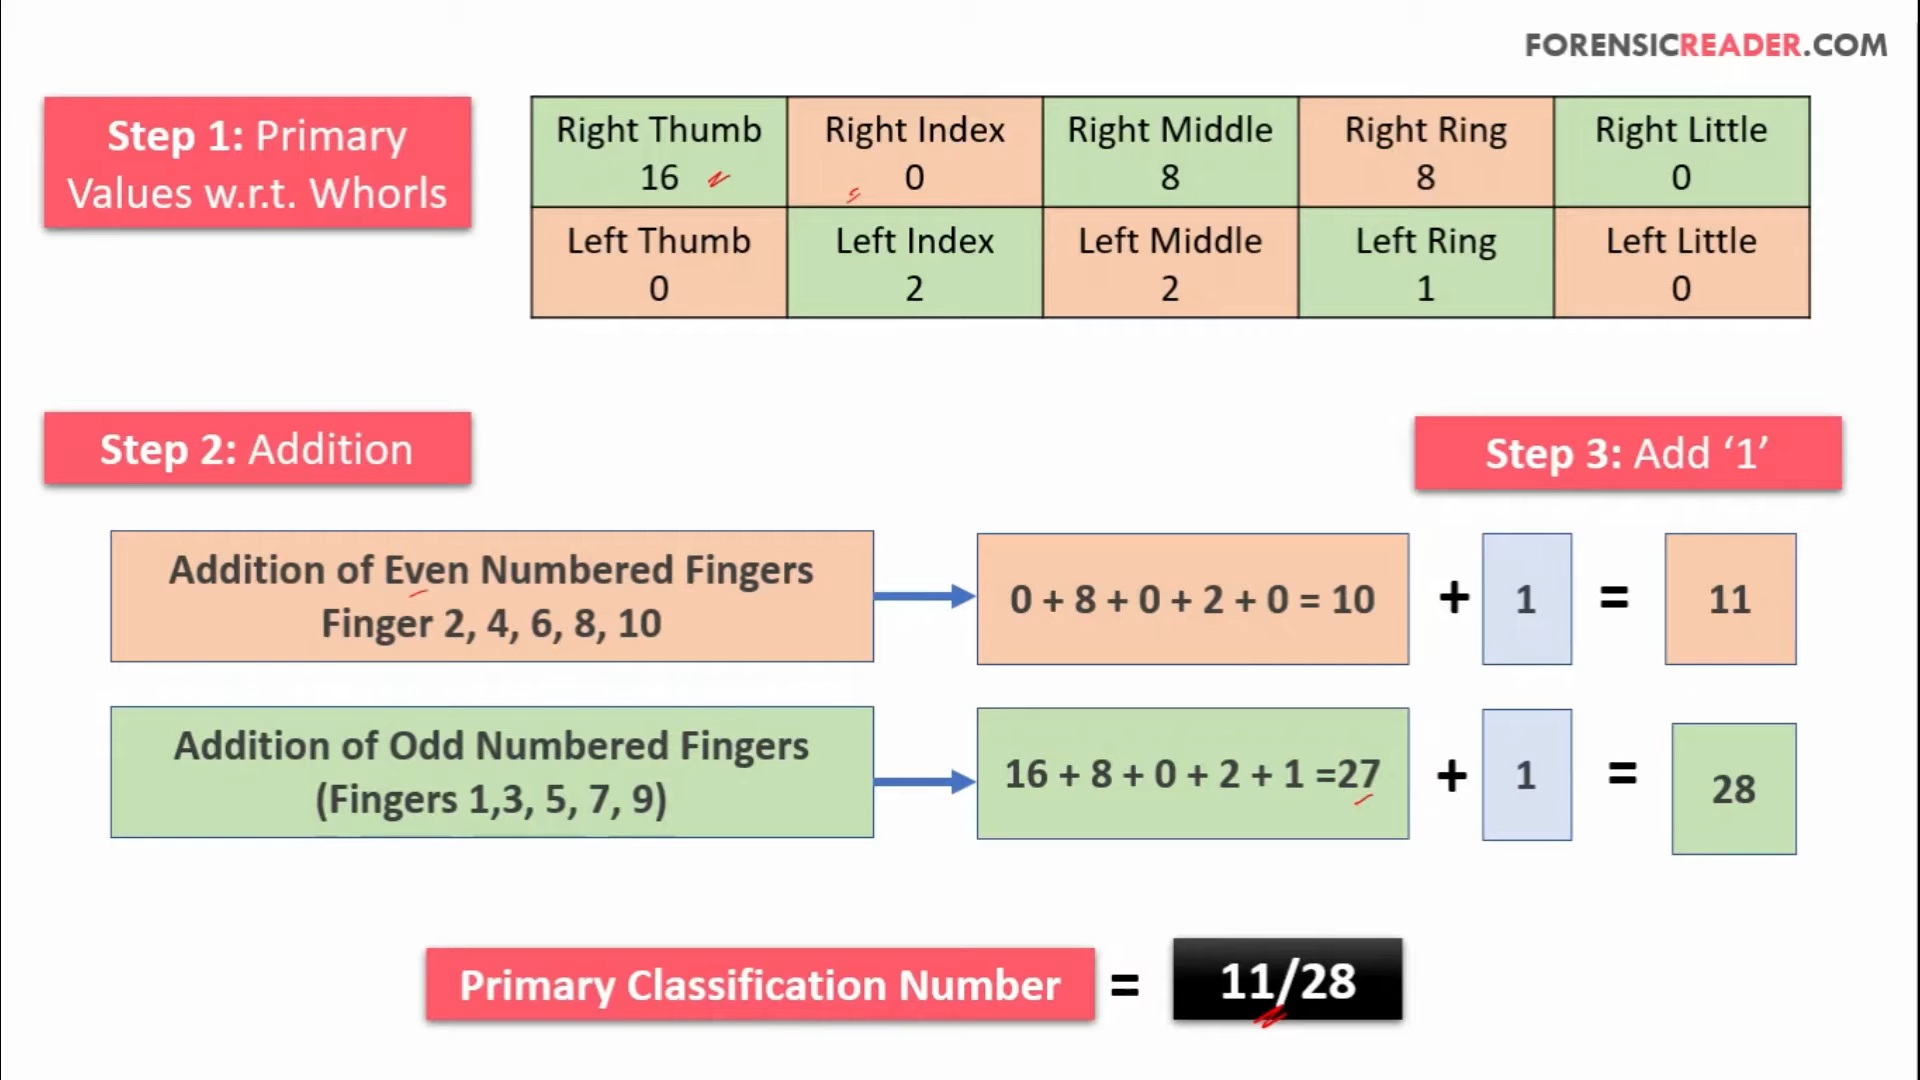 FORENSICREADER.COM
Step 1: Primary
Values w.r.t. Whorls
Right Thumb
16
Right Index
0
Right Middle
8
Right Ring
8
Right Little
0
Left Thumb
0
Left Index
2
Left Middle
2
Left Ring
1
Left Little
0
Step 2: Addition
Step 3: Add ‘1’
Addition of Even Numbered Fingers
Finger 2, 4, 6, 8, 10
0 + 8 + 0 + 2 + 0 = 10
+
1
=
11
Addition of Odd Numbered Fingers
(Fingers 1,3, 5, 7, 9)
16 + 8 + 0 + 2 + 1 =27
+
1
=
28
Primary Classification Number
=
11/28